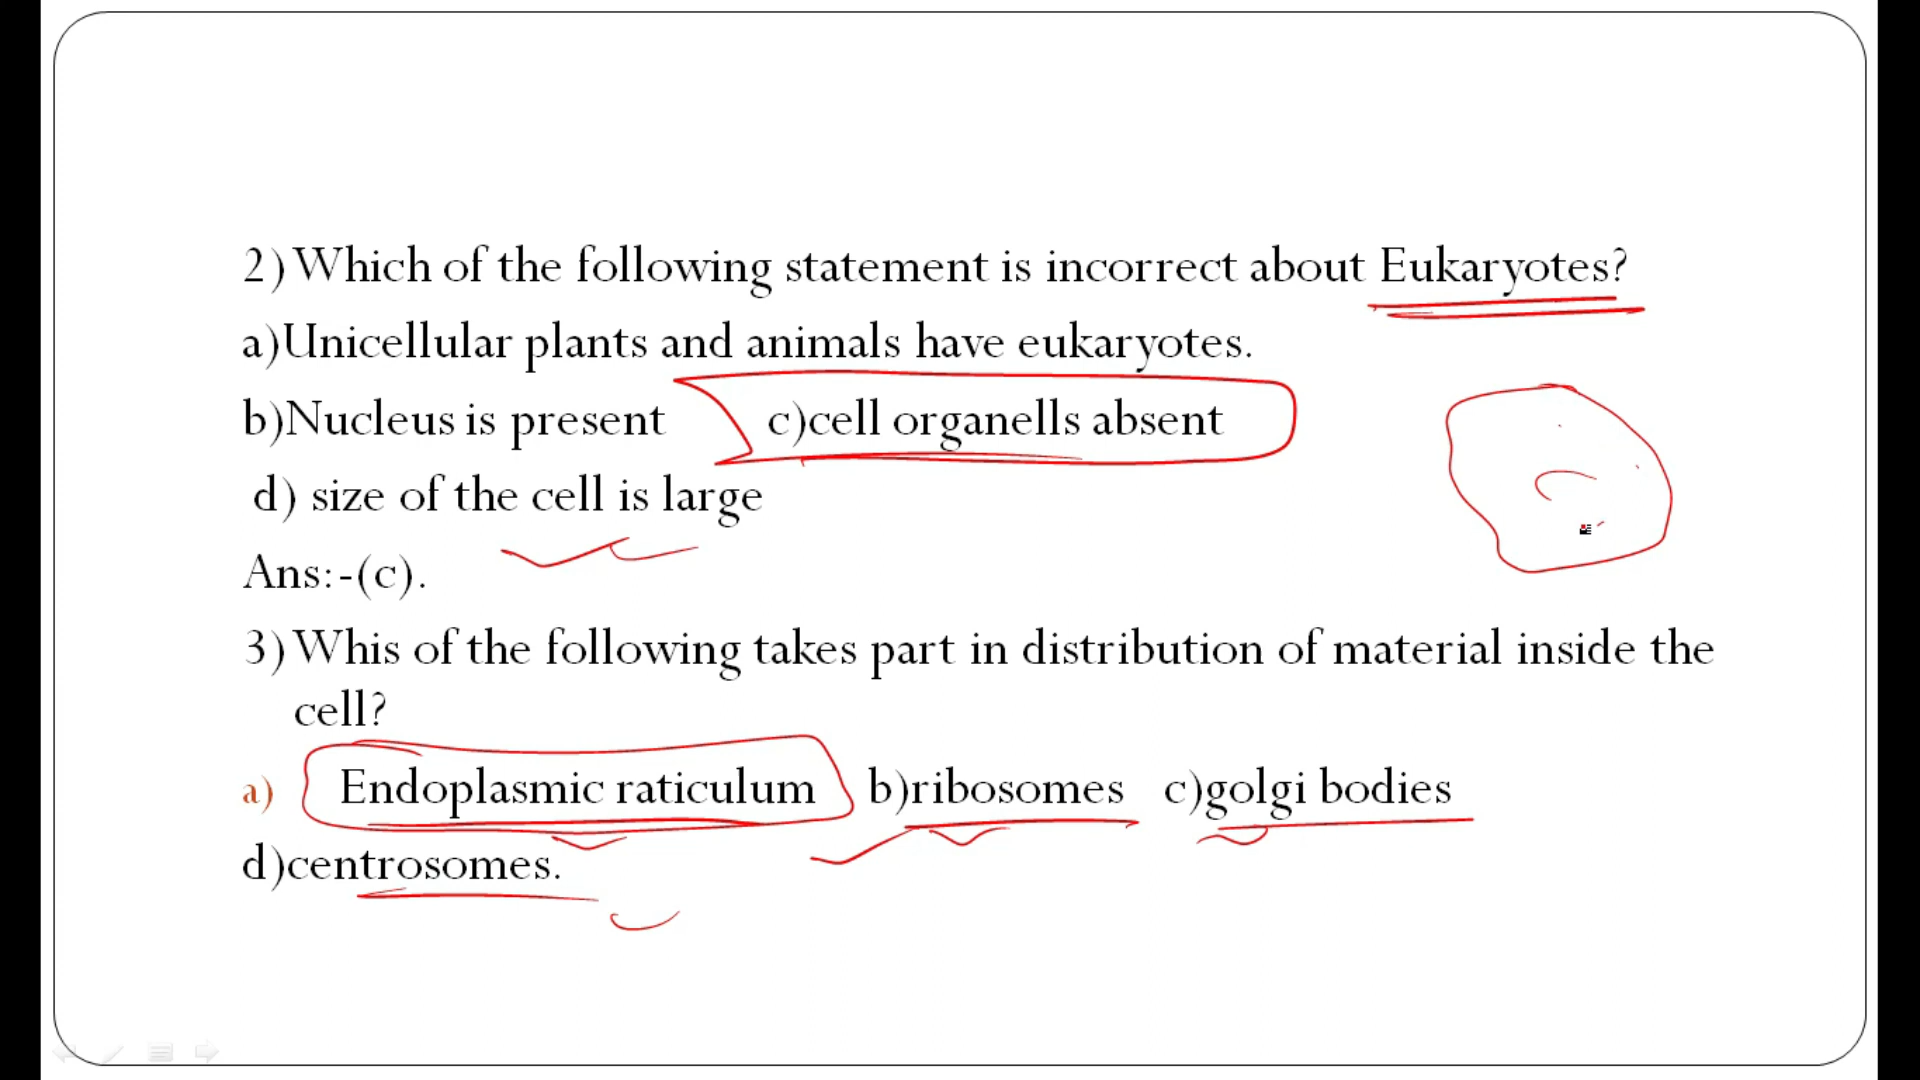 2) Which of the following statement is incorrect about Eukaryotes?
a)Unicellular plants and animals have eukaryotes.
b)Nucleus is present c)cell organells absent
d) size of the cell is large
Ans:-(c).
3) Whis of the following takes part in distribution of material inside the
cell?
a) Endoplasmic raticulum b)ribosomes c)golgi bodies
d)centrosomes.